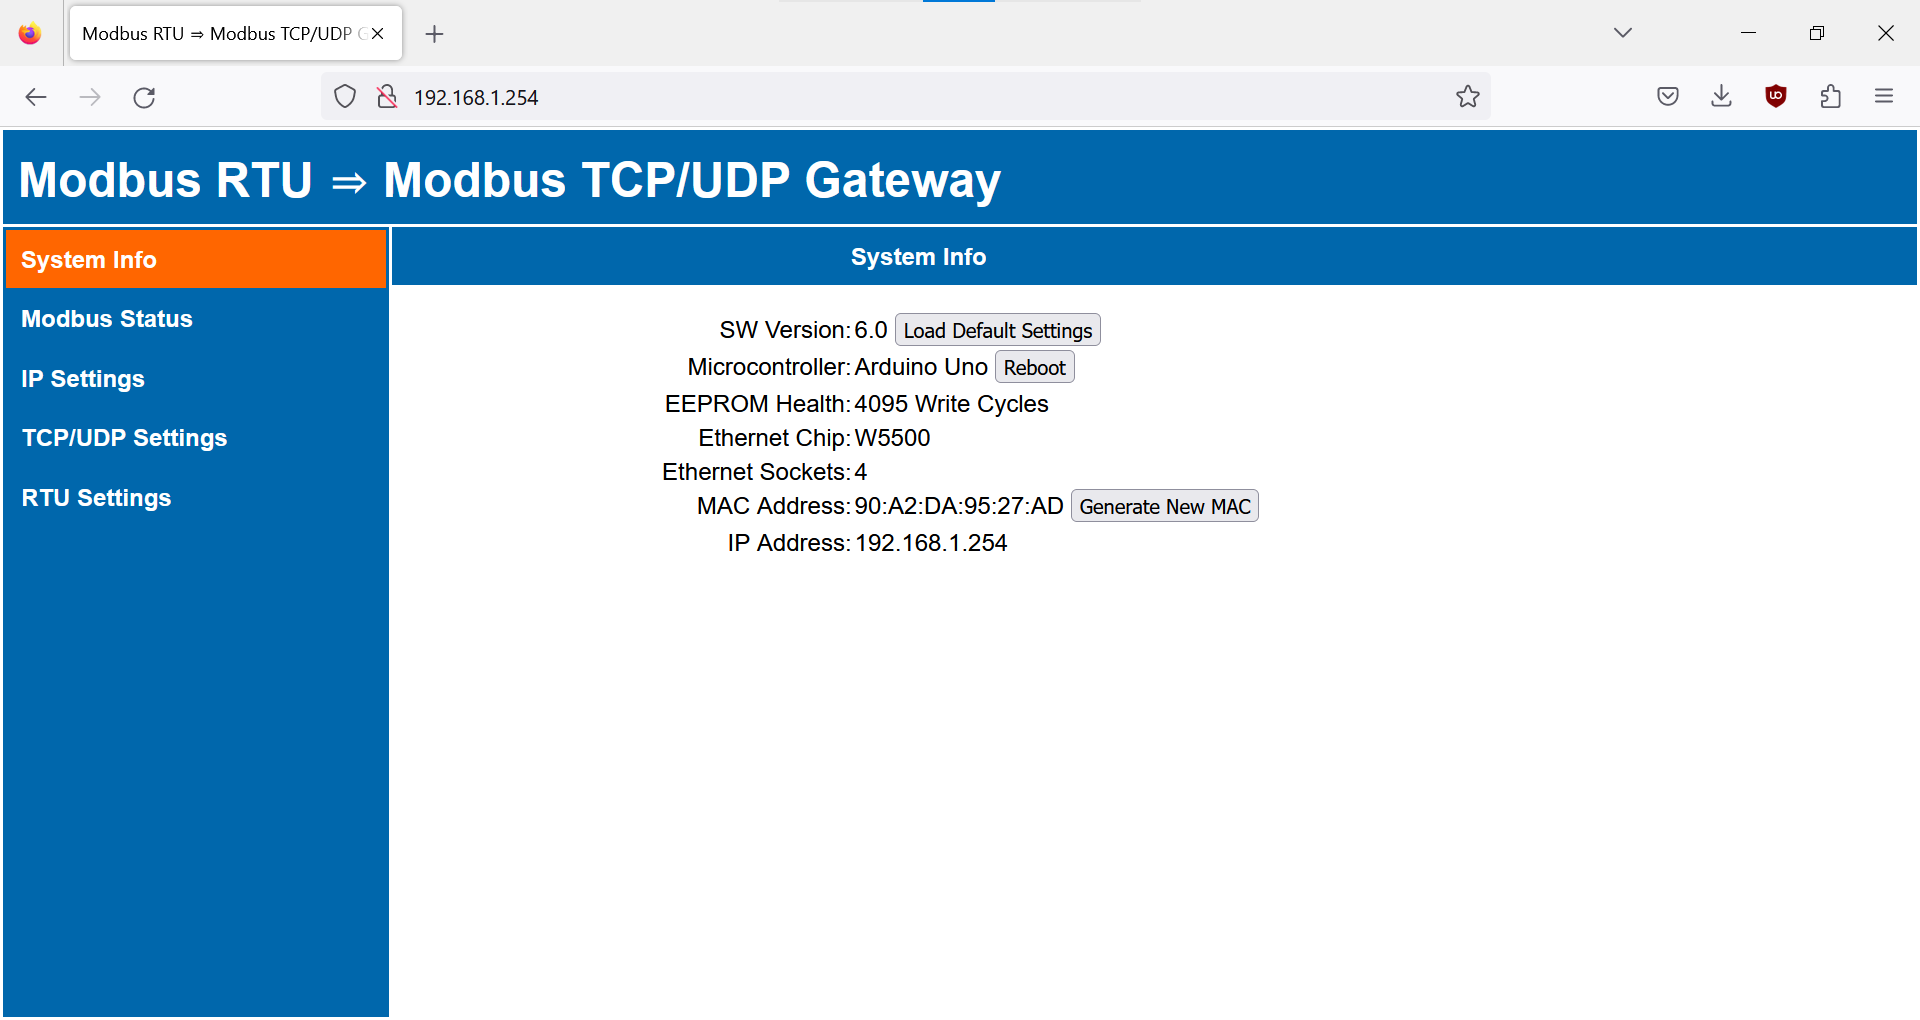 Modbus RTU ⇒ Modbus TCP/UDP G
192.168.1.254
Modbus RTU ⇒ Modbus TCP/UDP Gateway
System Info
Modbus Status
IP Settings
TCP/UDP Settings
RTU Settings
System Info
SW Version: 6.0 Load Default Settings
Microcontroller: Arduino Uno Reboot
EEPROM Health: 4095 Write Cycles
Ethernet Chip: W5500
Ethernet Sockets: 4
MAC Address: 90:A2:DA:95:27:AD Generate New MAC
IP Address: 192.168.1.254